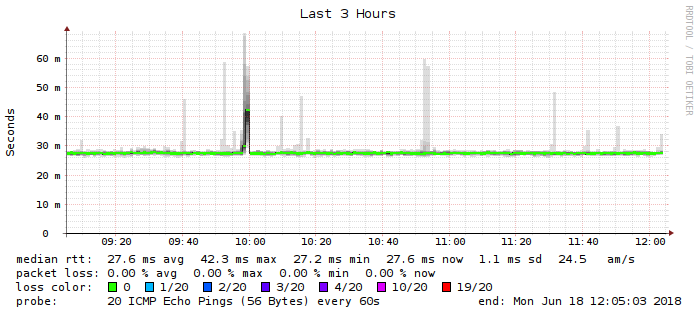 Last 3 Hours
RRDTOOL / TOBI OETIKER
Seconds
60 m
50 m
40 m
30 m
20 m
10 m
0
09:20 09:40 10:00 10:20 10:40 11:00 11:20 11:40 12:00
median rtt: 27.6 ms avg 42.3 ms max 27.2 ms min 27.6 ms now 1.1 ms sd 24.5 am/s
packet loss: 0.00 % avg 0.00 % max 0.00 % min 0.00 % now
loss color: 0 1/20 2/20 3/20 4/20 10/20 19/20
probe: 20 ICMP Echo Pings (56 Bytes) every 60s end: Mon Jun 18 12:05:03 2018